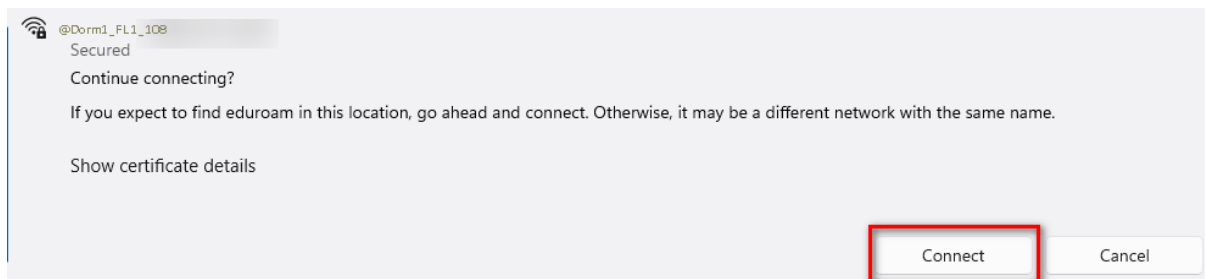 @Dorm1_FL1_108
Secured
Continue connecting?
If you expect to find eduroam in this location, go ahead and connect. Otherwise, it may be a different network with the same name.
Show certificate details
Connect Cancel